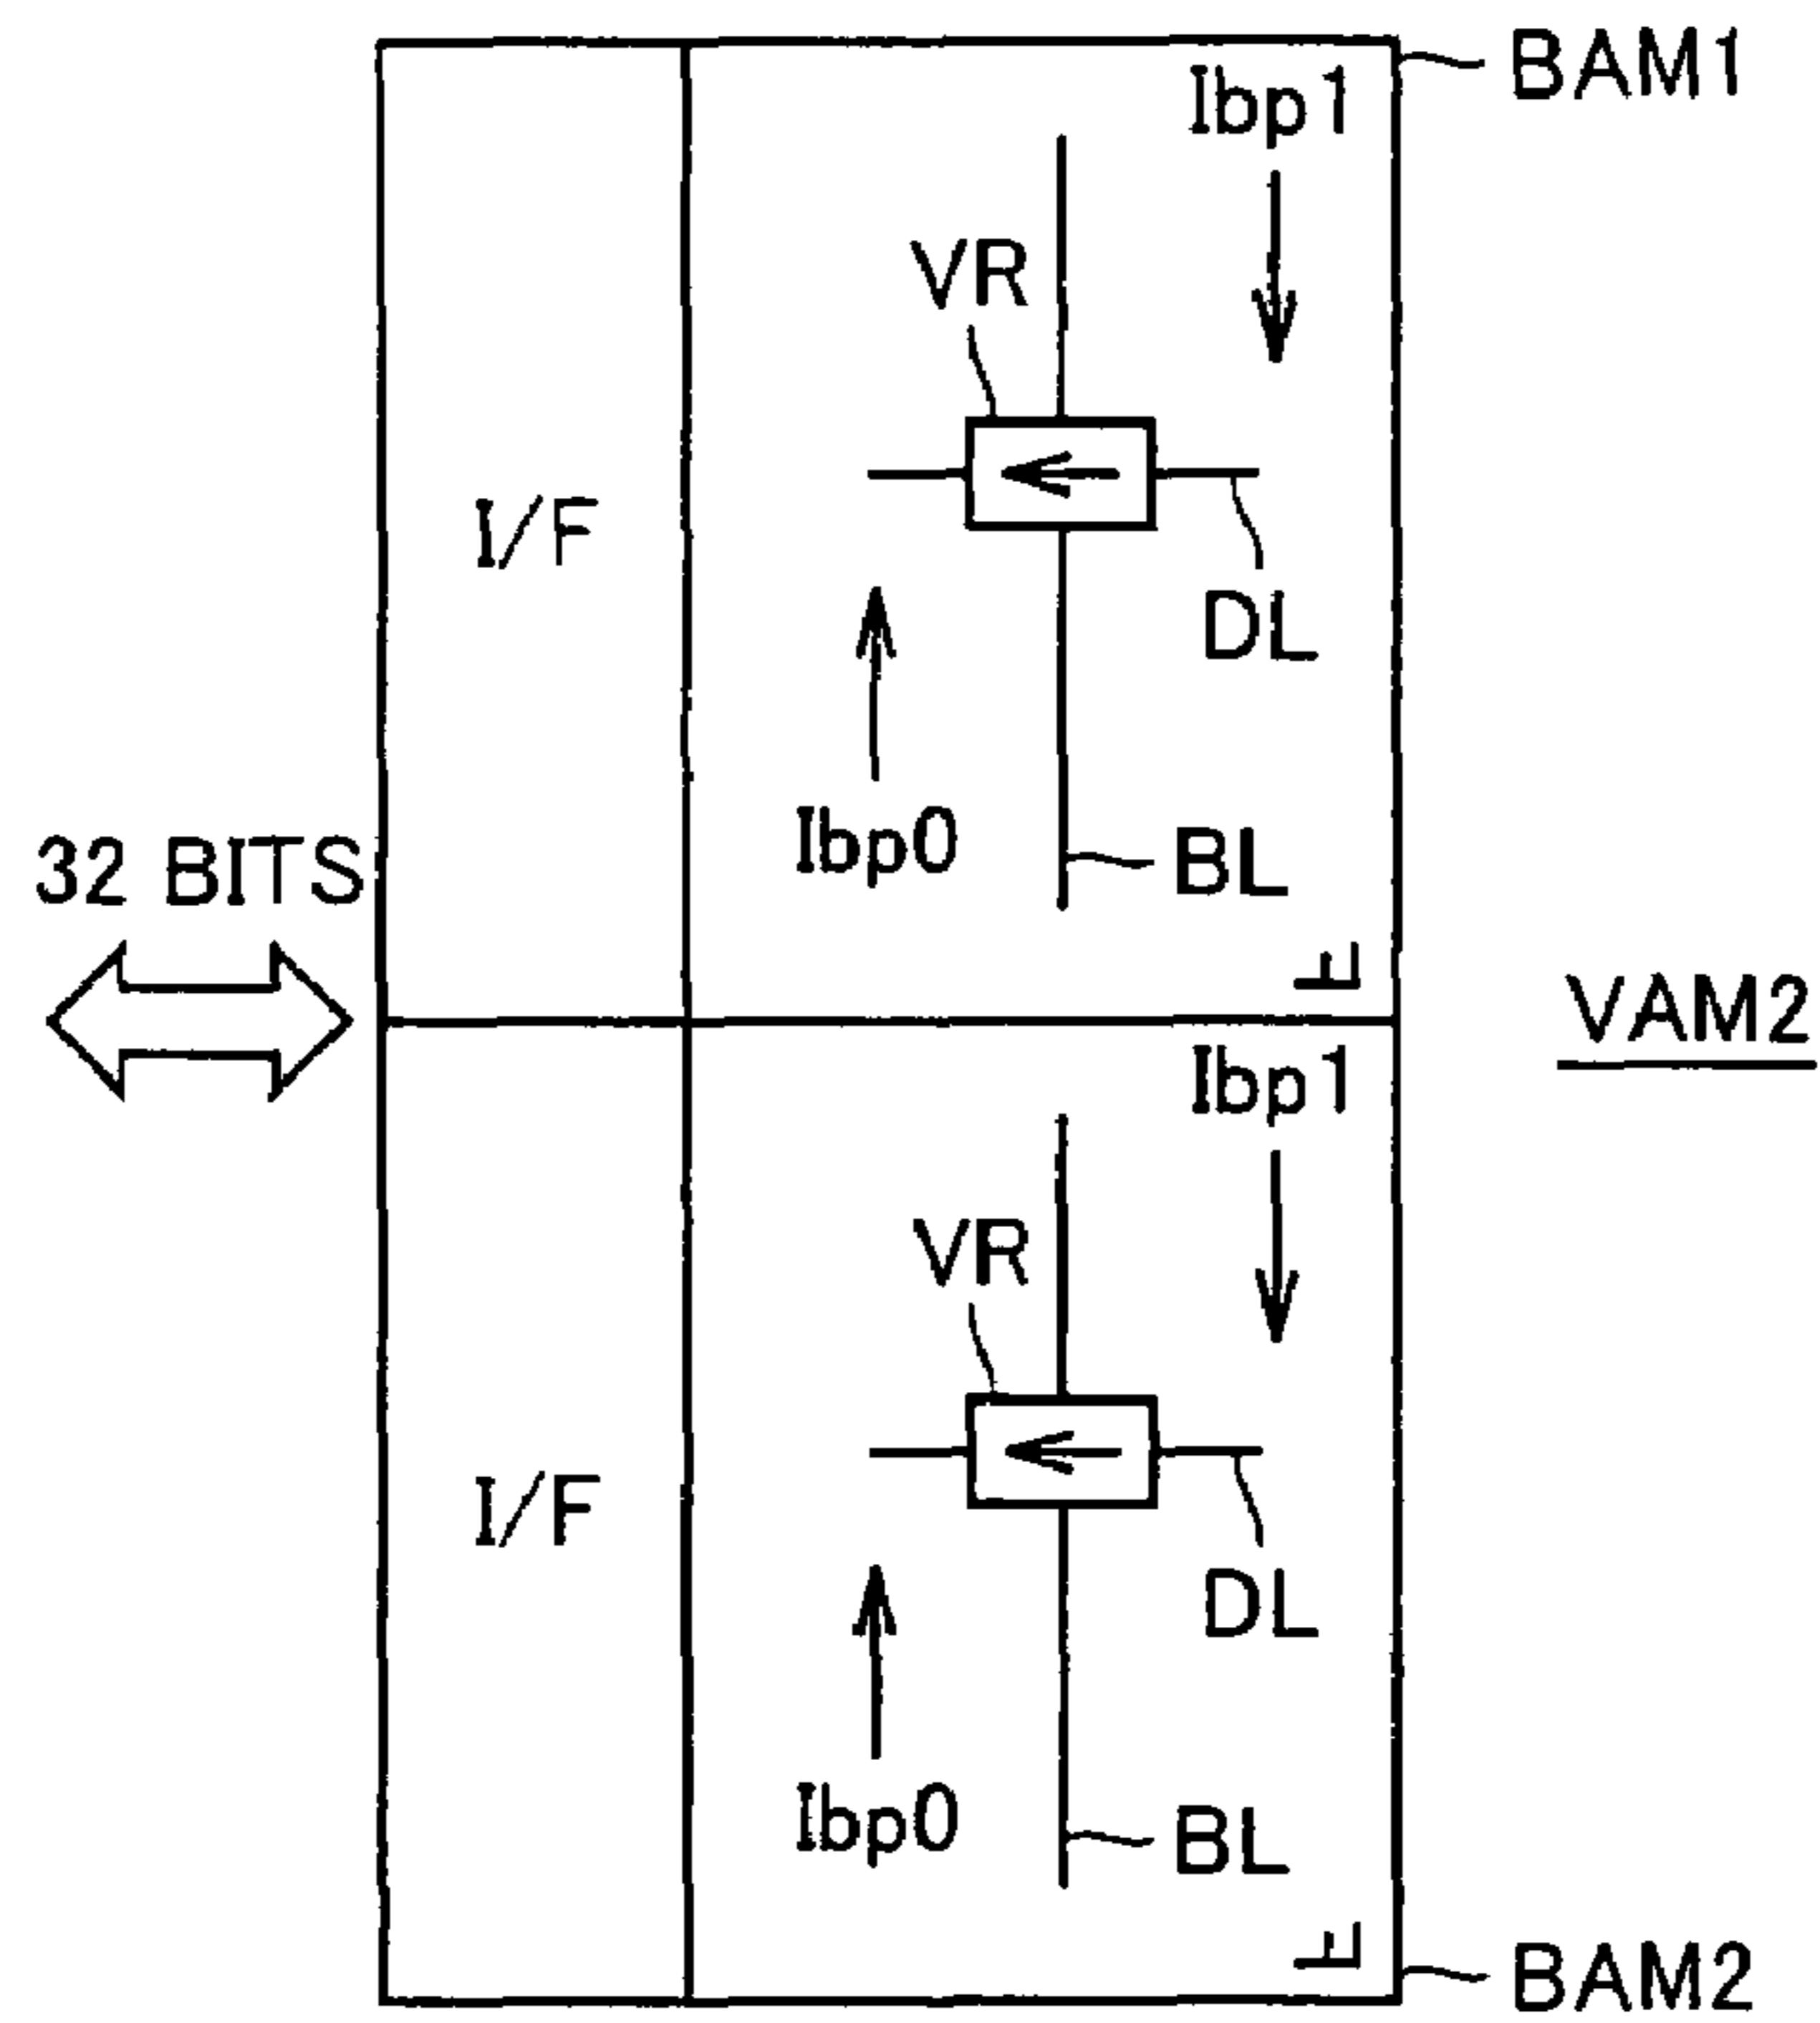 BAM1
Ibp1
VR
I/F
DL
Ibp0
BL
32 BITS
F
VAM2
Ibp1
VR
I/F
DL
Ibp0
BL
F
BAM2